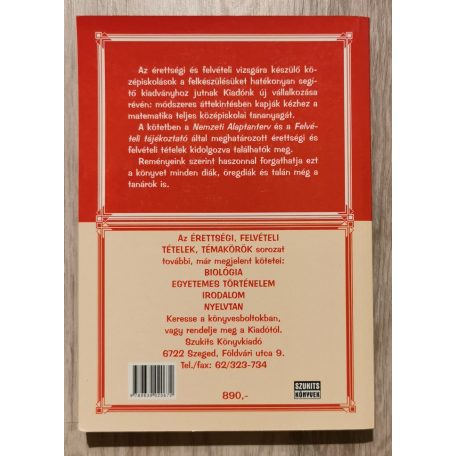 Az érettségi és felvételi vizsgára készülő kö-
zépiskolások a felkészülésüket hatékonyan segí-
tő kiadványhoz jutnak Kiadónk új vállalkozása
révén: módszeres áttekintésben kapják kézhez a
matematika teljes középiskolai tananyagát.
A kötetben a Nemzeti Alaptanterv és a Felvé-
teli tájékoztató által meghatározott érettségi és
felvételi tételek kidolgozva találhatók meg.
Reményeink szerint haszonnal forgathatja ezt
a könyvet minden diák, öregdiák és talán még a
tanárok is.
Az ÉRETTSÉGI, FELVÉTELI
TÉTELEK, TÉMAKÖRÖK sorozat
további, már megjelent kötetei:
BIOLÓGIA
EGYETEMES TÖRTÉNELEM
IRODALOM
NYELVTAN
Keresse a könyvesboltokban,
vagy rendelje meg a Kiadótól.
Szukits Könyvkiadó
6722 Szeged, Földvári utca 9.
Tel./fax: 62/323-734
890,-
SZUKITS
KÖNYVEK